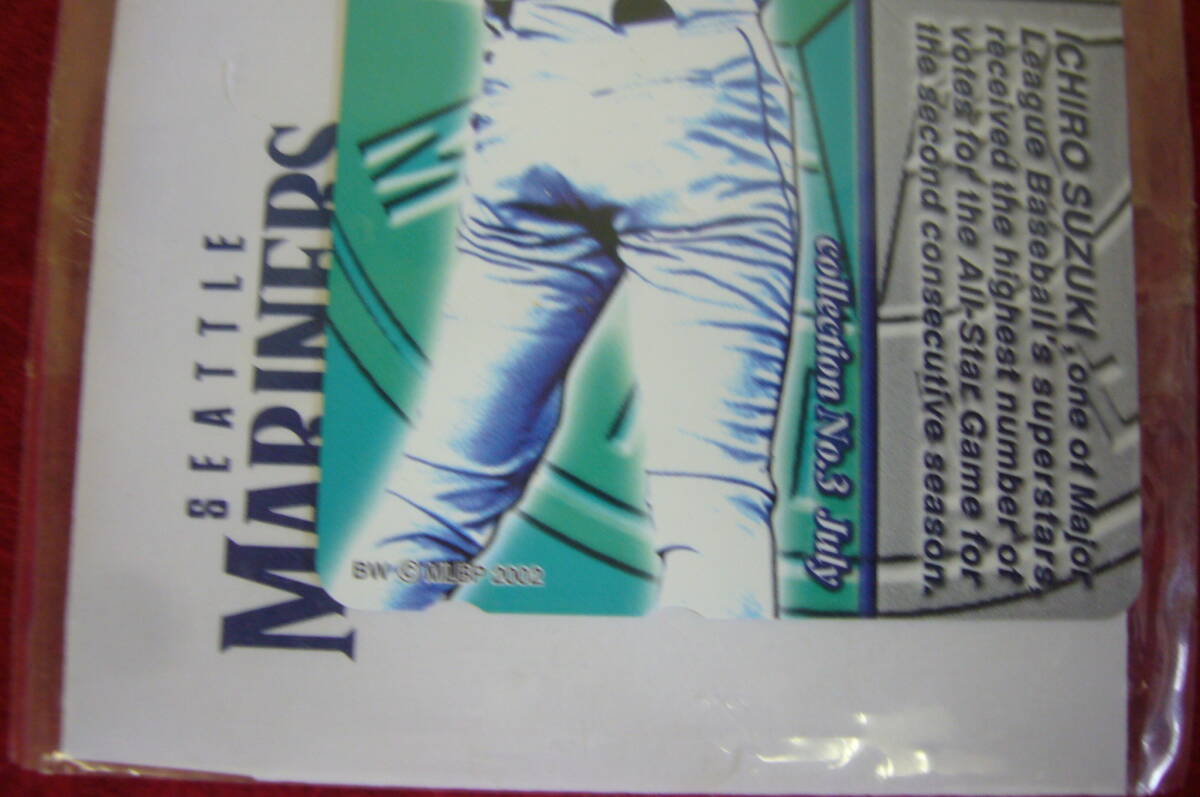 SEATTLE
MARINERS
BW © MLBP 2002
collection No.3 July
ICHIRO SUZUKI, one of Major
League Baseball's superstars,
received the highest number of
votes for the All-Star Game for
the second consecutive season.